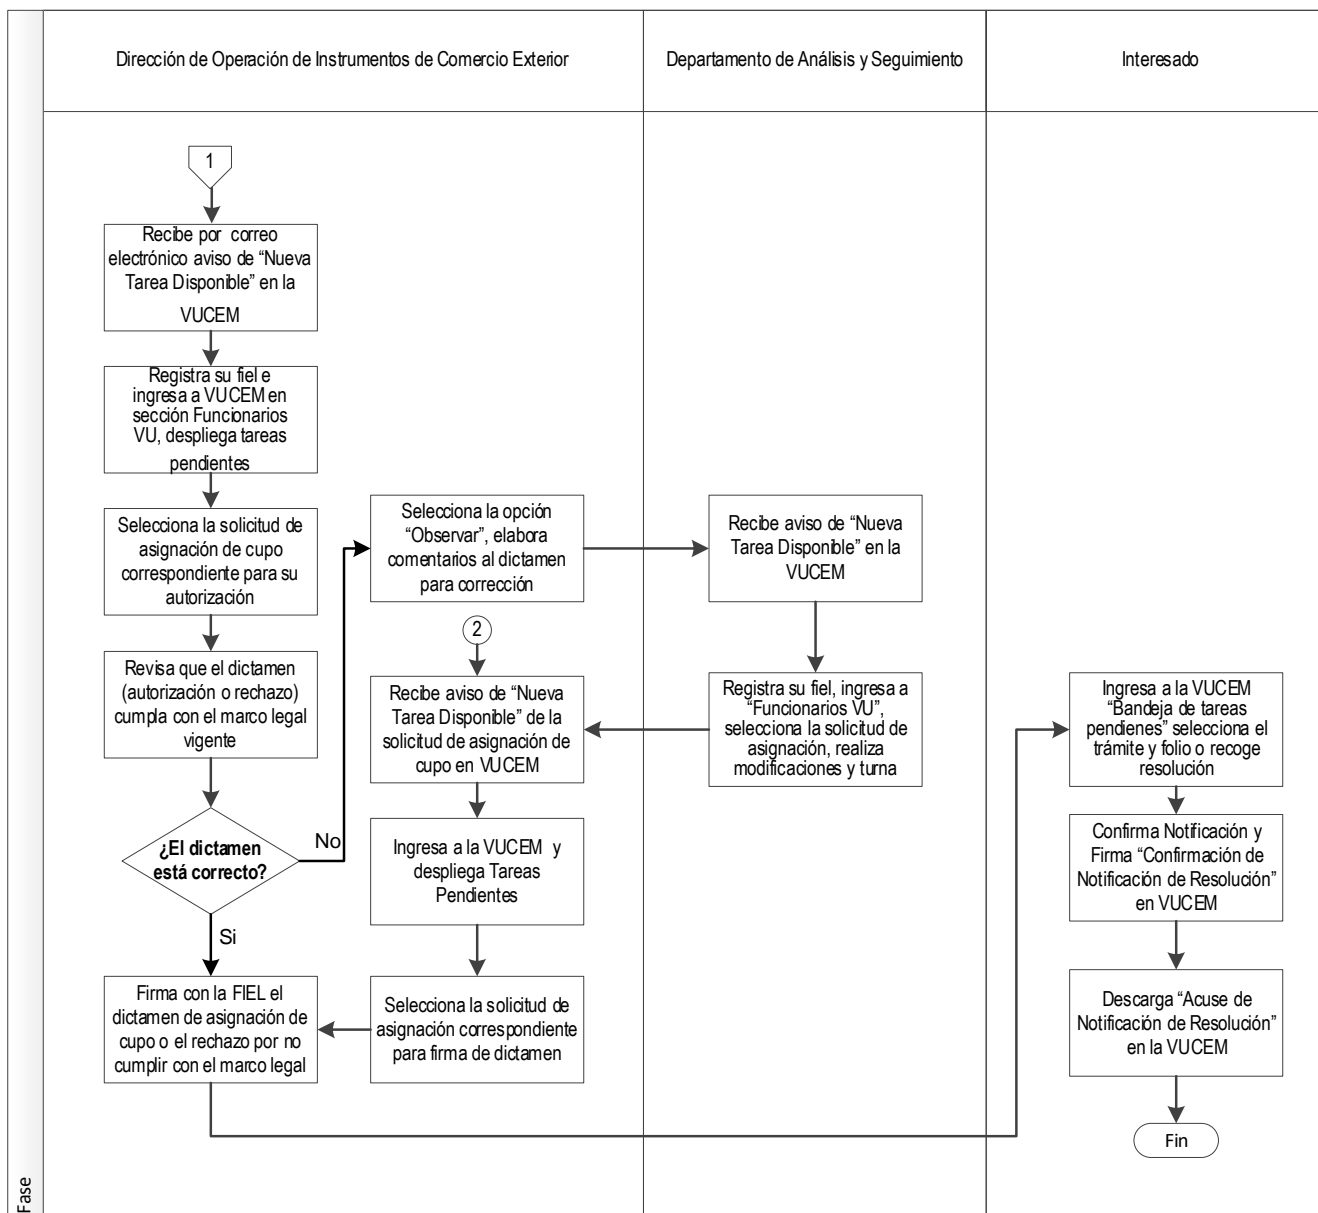 Dirección de Operación de Instrumentos de Comercio Exterior
Departamento de Análisis y Seguimiento
Interesado
1
Recibe por correo
electrónico aviso de “Nueva
Tarea Disponible” en la
VUCEM
Registra su fiel e
ingresa a VUCEM en
sección Funcionarios
VU, despliega tareas
pendientes
Selecciona la solicitud de
asignación de cupo
correspondiente para su
autorización
Revisa que el dictamen
(autorización o rechazo)
cumpla con el marco legal
vigente
¿El dictamen
está correcto?
No
Si
Firma con la FIEL el
dictamen de asignación de
cupo o el rechazo por no
cumplir con el marco legal
Selecciona la opción
“Observar”, elabora
comentarios al dictamen
para corrección
2
Recibe aviso de “Nueva
Tarea Disponible” de la
solicitud de asignación de
cupo en VUCEM
Ingresa a la VUCEM y
despliega Tareas
Pendientes
Selecciona la solicitud de
asignación correspondiente
para firma de dictamen
Recibe aviso de “Nueva
Tarea Disponible” en la
VUCEM
Registra su fiel, ingresa a
“Funcionarios VU”,
selecciona la solicitud de
asignación, realiza
modificaciones y turna
Ingresa a la VUCEM
“Bandeja de tareas
pendienes” selecciona el
trámite y folio o recoge
resolución
Confirma Notificación y
Firma “Confirmación de
Notificación de Resolución”
en VUCEM
Descarga “Acuse de
Notificación de Resolución”
en la VUCEM
Fin
Fase